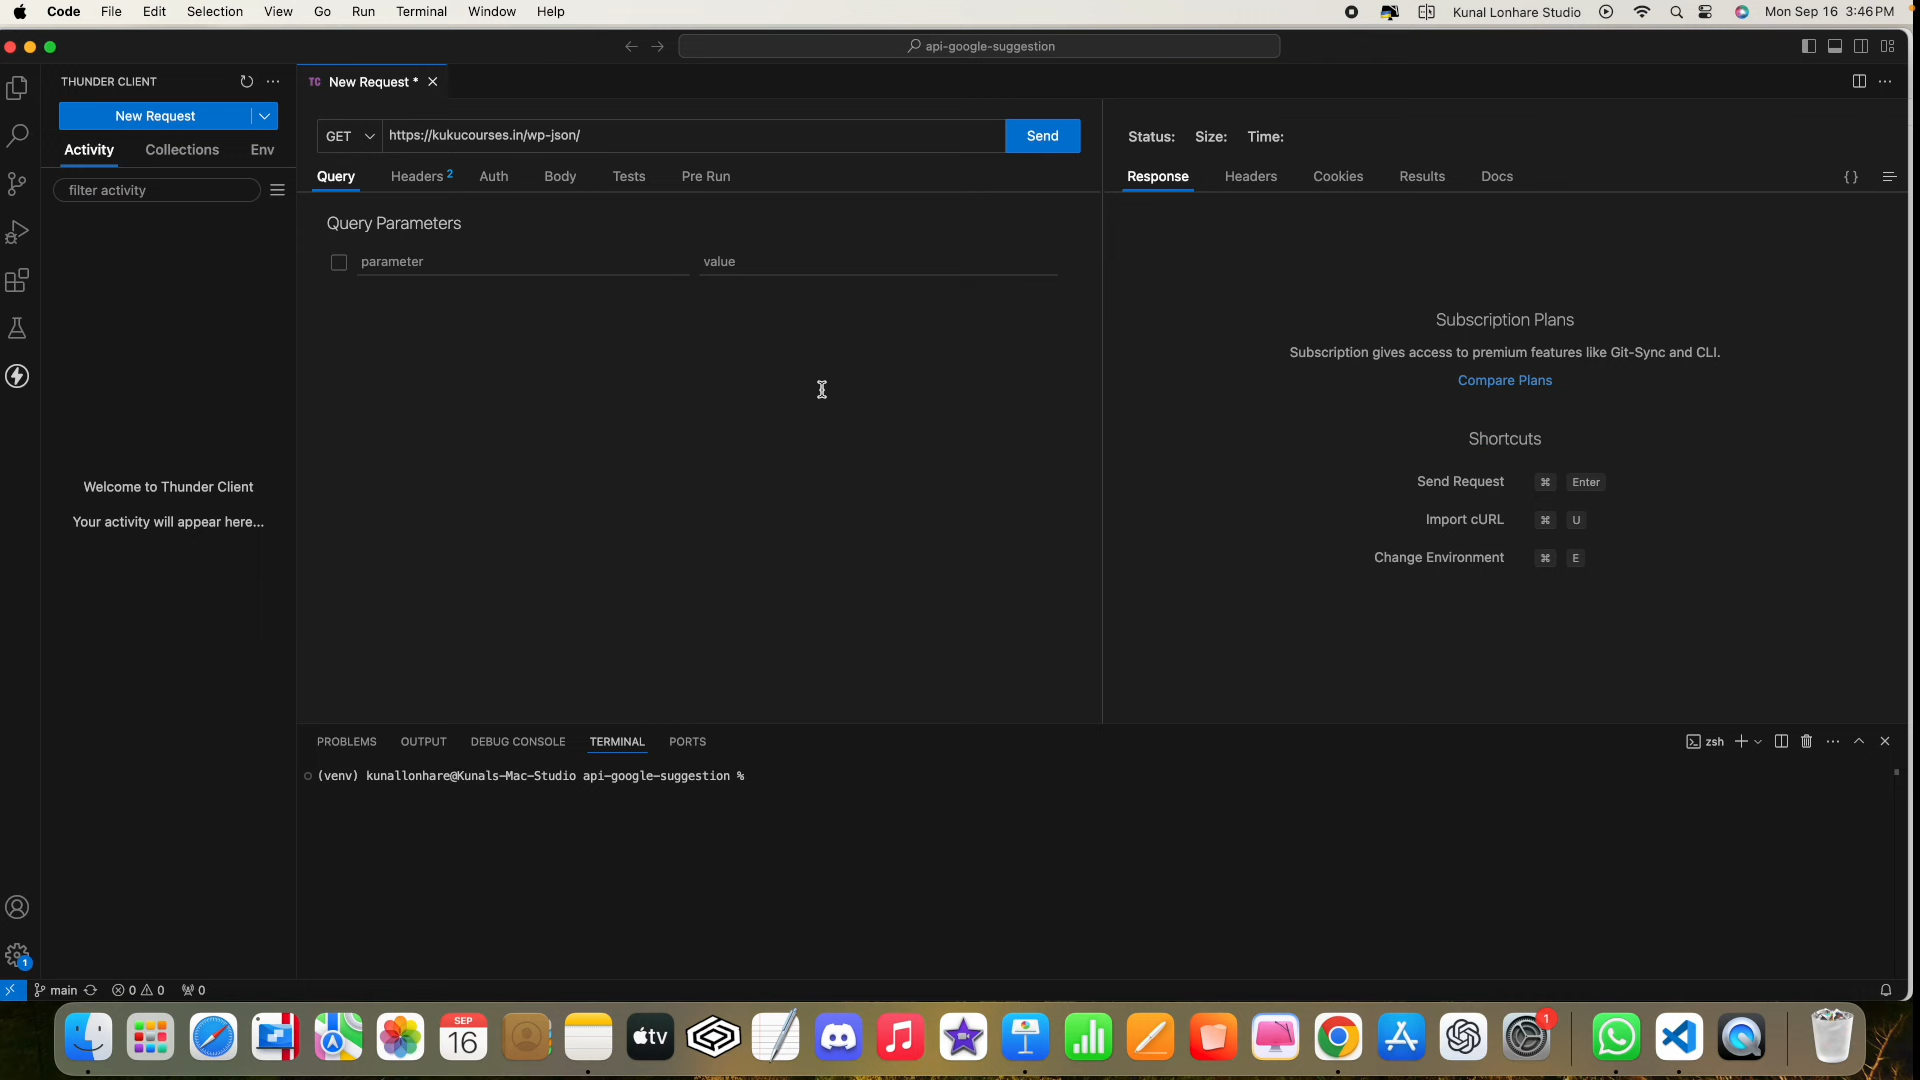 Code File Edit Selection View Go Run Terminal Window Help Kunal Lonhare Studio Mon Sep 16 3:46 PM
api-google-suggestion
THUNDER CLIENT
TC New Request *
New Request
GET https://kukucourses.in/wp-json/ Send
Status: Size: Time:
Activity Collections Env
Query Headers 2 Auth Body Tests Pre Run
Response Headers Cookies Results Docs {}
filter activity
Query Parameters
parameter value
Subscription Plans
Subscription gives access to premium features like Git-Sync and CLI.
Compare Plans
Shortcuts
Send Request ⌘ Enter
Import cURL ⌘ U
Change Environment ⌘ E
Welcome to Thunder Client
Your activity will appear here...
PROBLEMS OUTPUT DEBUG CONSOLE TERMINAL PORTS zsh
(venv) kunallonhare@Kunals-Mac-Studio api-google-suggestion %
1
main 0 0 0
SEP
16
tv
1